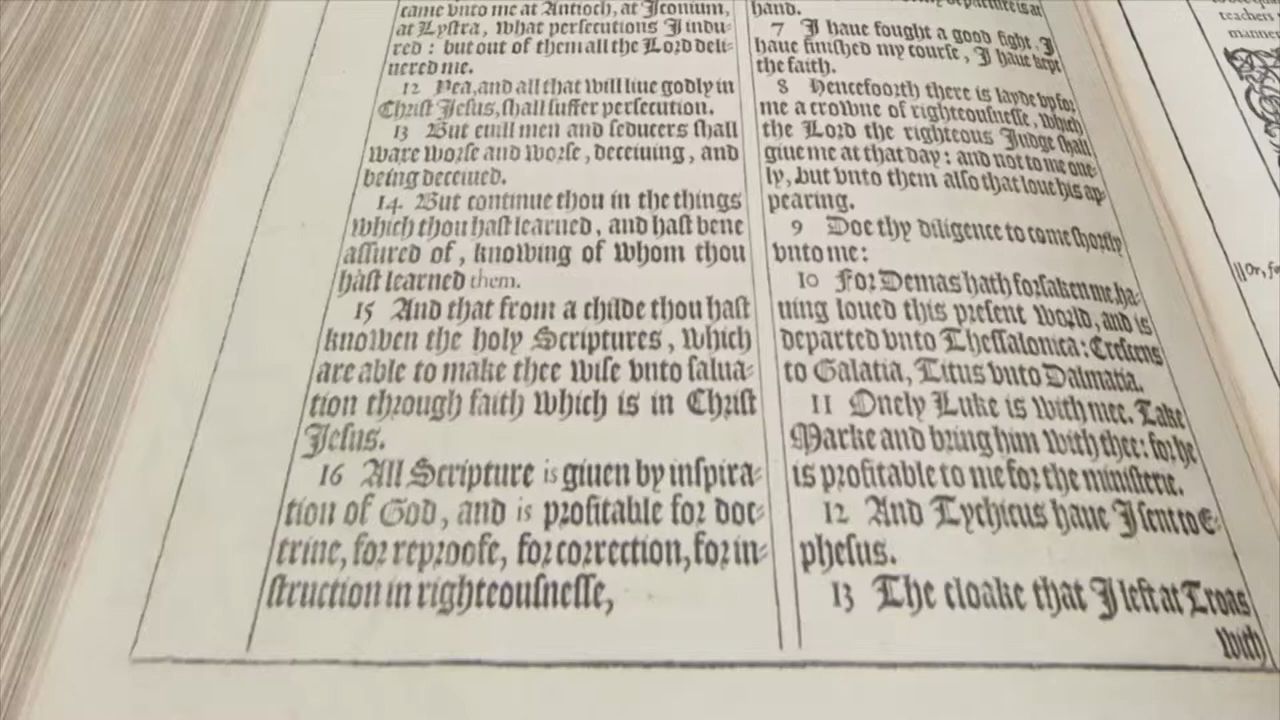 came vnto me at Antioch, at Iconium,
at Lystra, what persecutions I indu-
red : but out of them all the Lord deli-
uered me.
12 Yea, and all that will liue godly in
Christ Iesus, shall suffer persecution.
13 But euill men and seducers shall
waxe worse and worse, deceiuing, and
being deceiued.
14 But continue thou in the things
which thou hast learned, and hast bene
assured of, knowing of whom thou
hast learned them.
15 And that from a childe thou hast
knowen the holy Scriptures, which
are able to make thee wise vnto salua-
tion through faith which is in Christ
Iesus.
16 All Scripture is giuen by inspira-
tion of God, and is profitable for doc-
trine, for reproofe, for correction, for in-
struction in righteousnesse,
my departure is at
hand.
7 I haue fought a good fight, I
haue finished my course, I haue kept
the faith.
8 Hencefoorth there is layde vp for
me a crowne of righteousnesse, which
the Lord the righteous Iudge shall
giue me at that day : and not to me one-
ly, but vnto them also that loue his ap-
pearing.
9 Doe thy diligence to come shortly
vnto me :
10 For Demas hath forsaken me, ha-
uing loued this present world, and is
departed vnto Thessalonica : Crescens
to Galatia, Titus vnto Dalmatia.
11 Onely Luke is with mee. Take
Marke and bring him with thee : for he
is profitable to me for the ministerie.
12 And Tychicus haue I sent to E-
phesus.
13 The cloake that I left at Troas
with
teachers
manner
|| Or,